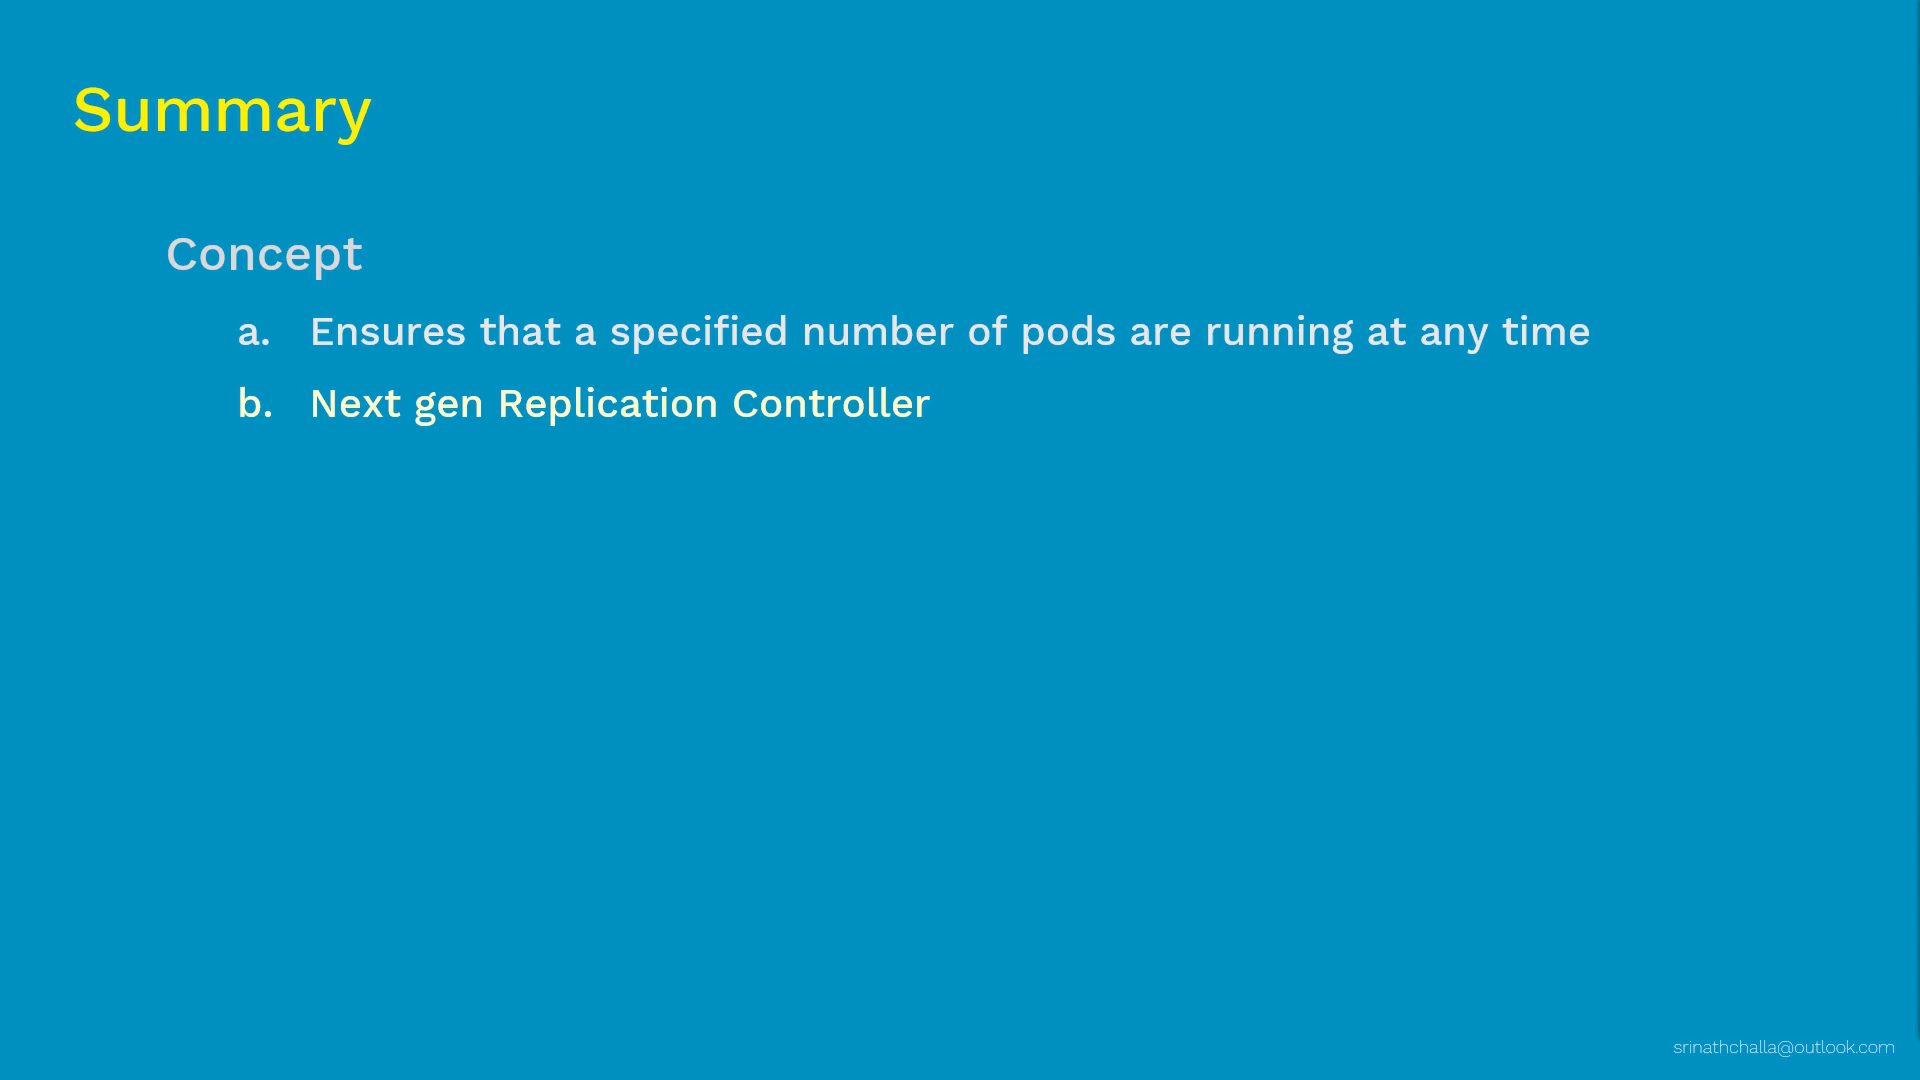 Summary
Concept
a. Ensures that a specified number of pods are running at any time
b. Next gen Replication Controller
srinathchalla@outlook.com